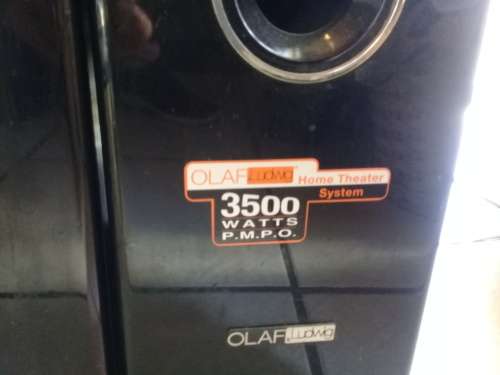 OLAF Ludwig Home Theater
System
3500
WATTS
P.M.P.O.
OLAF Ludwig